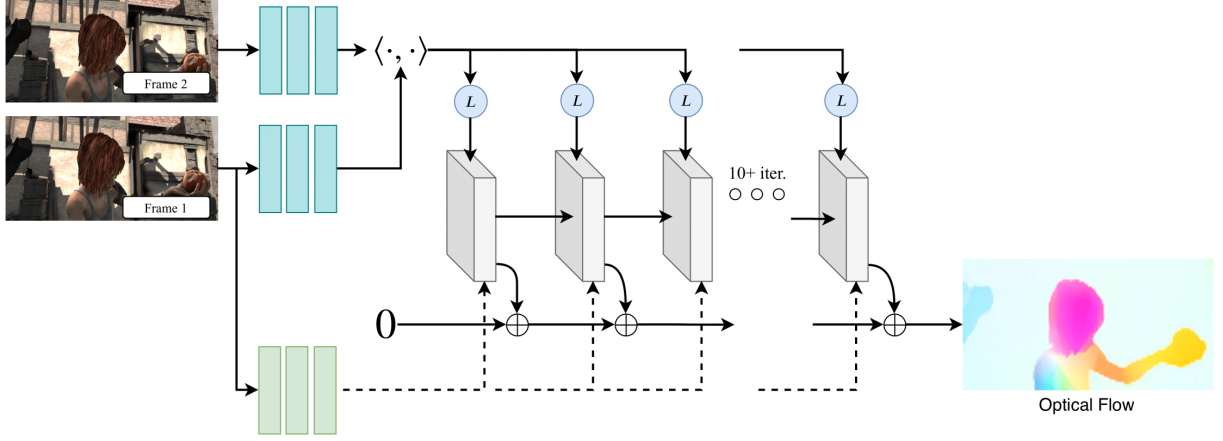 Frame 2
⟨·, ·⟩
L
L
L
L
Frame 1
10+ iter.
0
Optical Flow